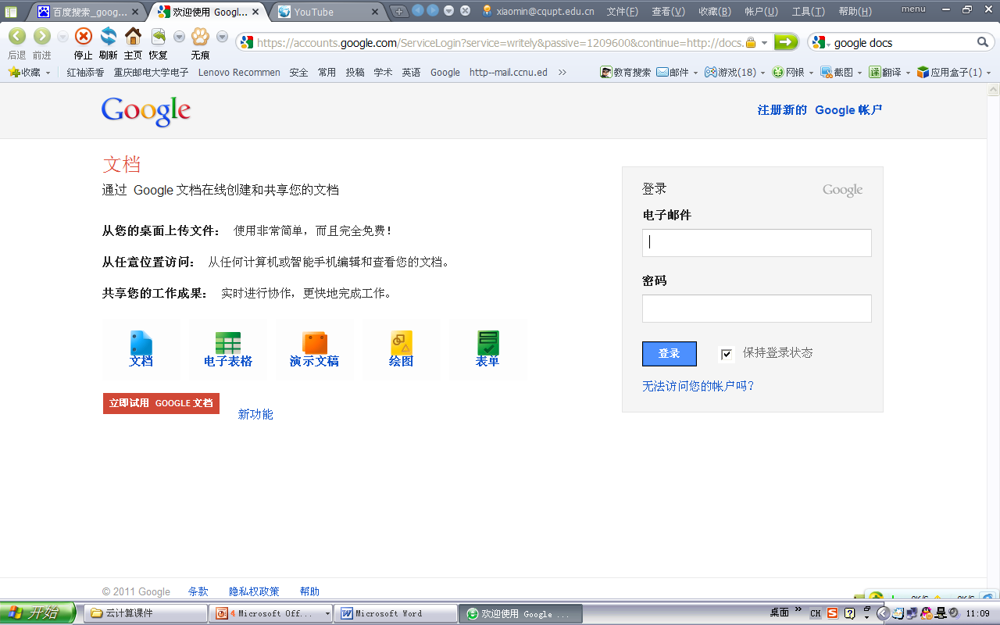 百度搜索_goog...
欢迎使用 Googl...
YouTube
xiaomin@cqupt.edu.cn
文件(F) 查看(V) 收藏(B) 帐户(U) 工具(T) 帮助(H)
menu
后退 前进 停止 刷新 主页 恢复 无痕
https://accounts.google.com/ServiceLogin?service=writely&passive=1209600&continue=http://docs.
google docs
收藏 红袖添香 重庆邮电大学电子 Lenovo Recommen 安全 常用 投稿 学术 英语 Google http--mail.ccnu.ed >> 教育搜索 邮件 游戏(18) 网银 截图 译 翻译 应用盒子(1)
Google
注册新的 Google 帐户
文档
通过 Google 文档在线创建和共享您的文档
从您的桌面上传文件： 使用非常简单，而且完全免费！
从任意位置访问： 从任何计算机或智能手机编辑和查看您的文档。
共享您的工作成果： 实时进行协作，更快地完成工作。
文档 电子表格 演示文稿 绘图 表单
立即试用 GOOGLE 文档
新功能
登录 Google
电子邮件
密码
登录 保持登录状态
无法访问您的帐户吗？
© 2011 Google 条款 隐私权政策 帮助
开始 云计算课件 4 Microsoft Off... Microsoft Word 欢迎使用 Google ... 桌面 » CH 11:09